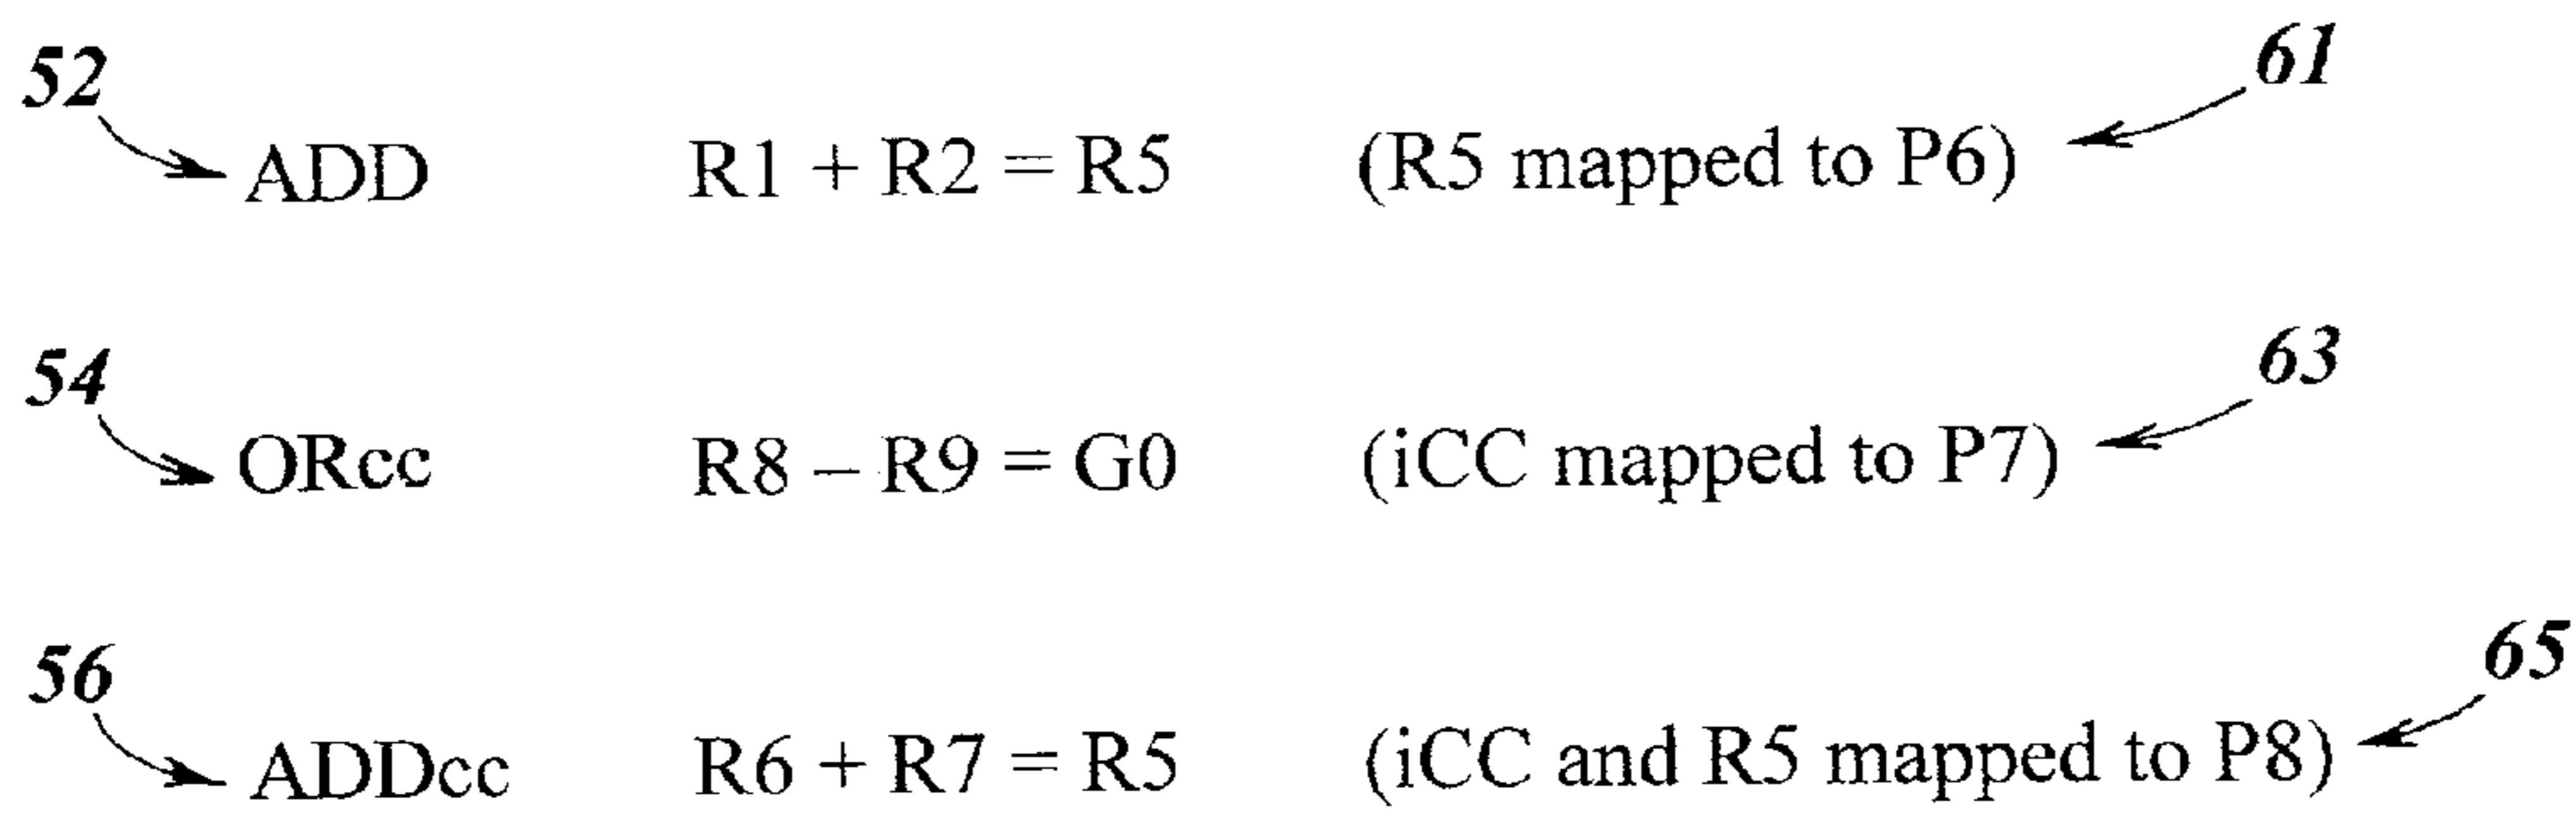 52 61
ADD R1 + R2 = R5 (R5 mapped to P6)
54 63
ORcc R8 – R9 = G0 (iCC mapped to P7)
56 65
ADDcc R6 + R7 = R5 (iCC and R5 mapped to P8)